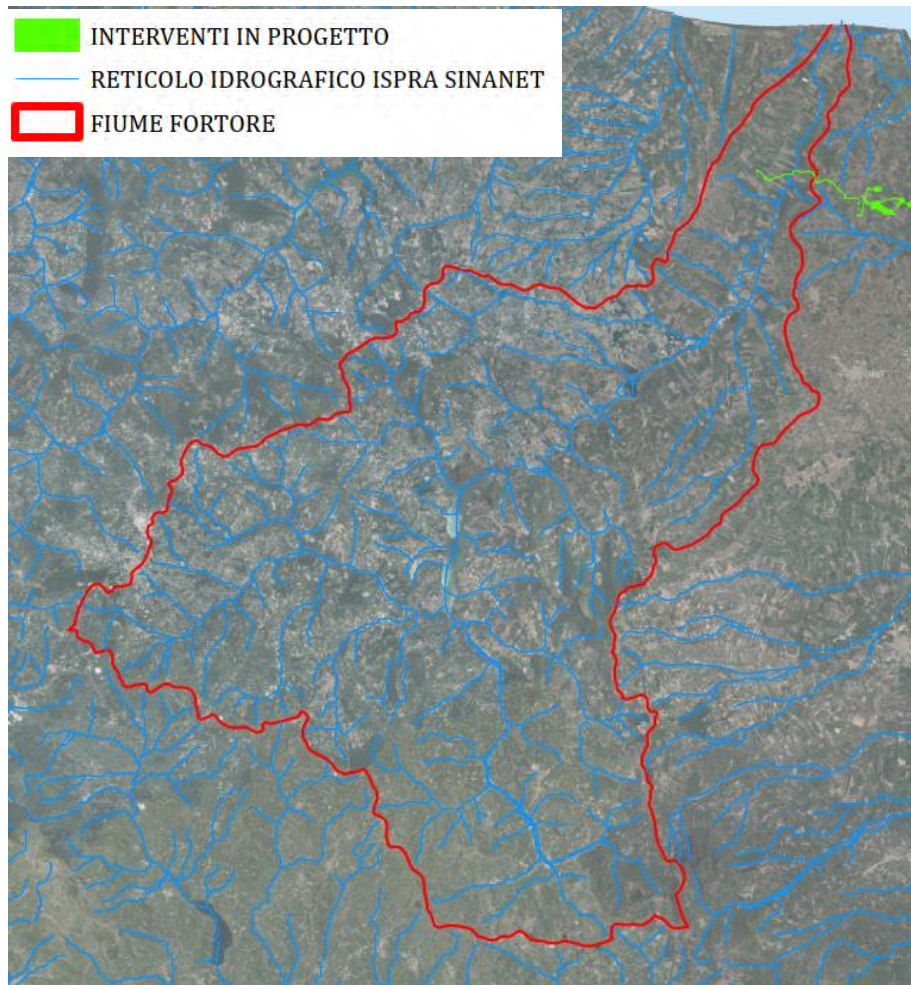 INTERVENTI IN PROGETTO
RETICOLO IDROGRAFICO ISPRA SINANET
FIUME FORTORE